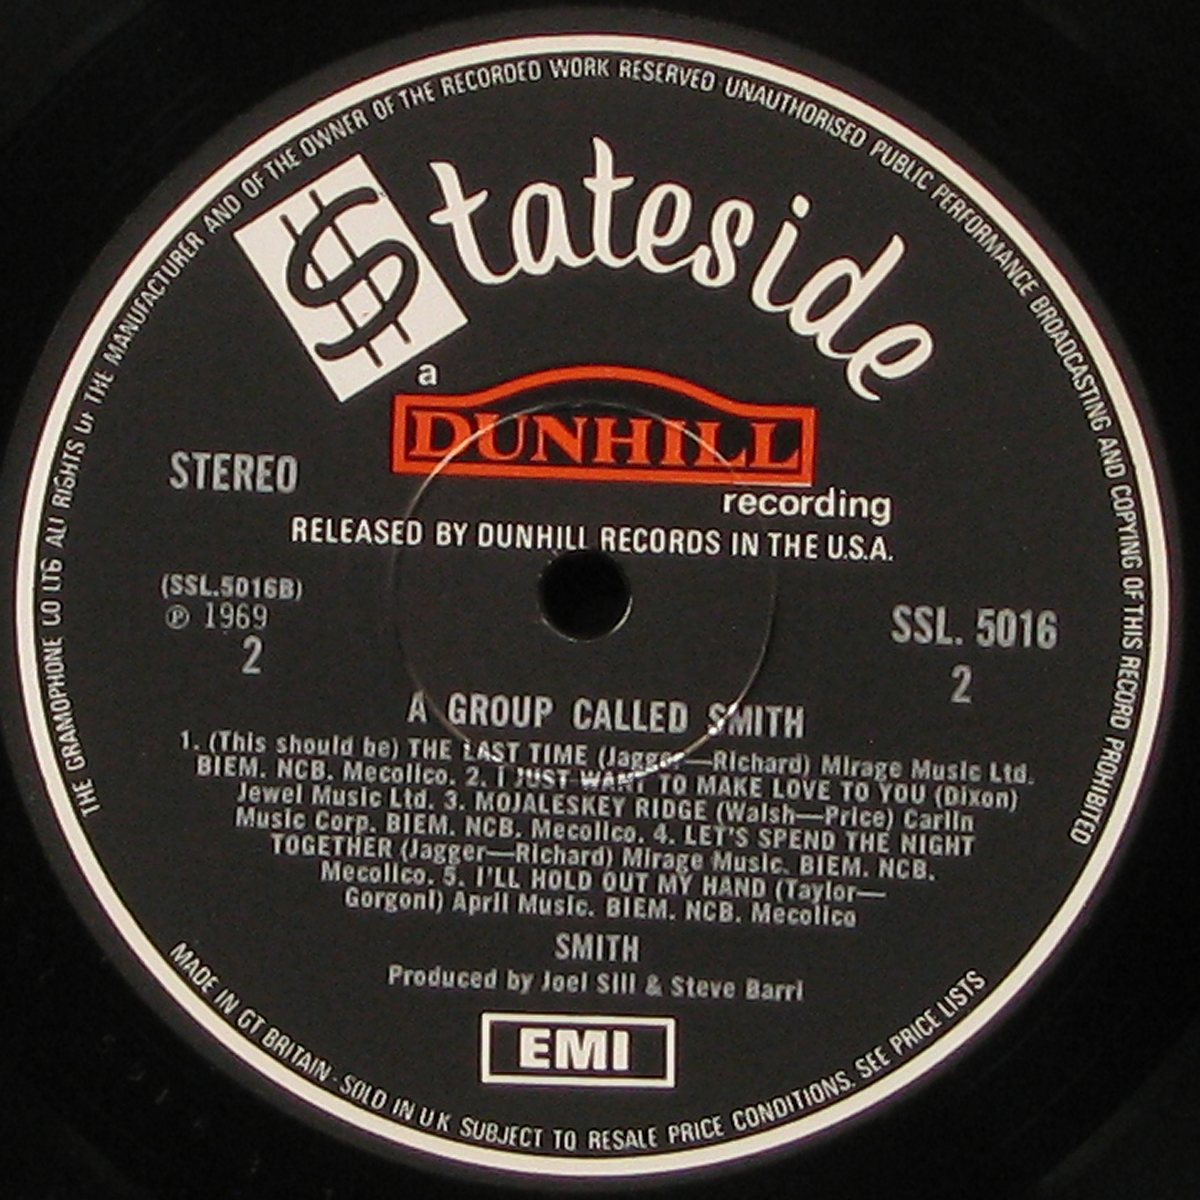 THE GRAMOPHONE CO LTD ALL RIGHTS OF THE MANUFACTURER AND OF THE OWNER OF THE RECORDED WORK RESERVED UNAUTHORISED PUBLIC PERFORMANCE BROADCASTING AND COPYING OF THIS RECORD PROHIBITED
Stateside
a
DUNHILL
recording
STEREO
RELEASED BY DUNHILL RECORDS IN THE U.S.A.
(SSL.5016B)
℗ 1969
2
SSL. 5016
2
A GROUP CALLED SMITH
1. (This should be) THE LAST TIME (Jagger—Richard) Mirage Music Ltd.
BIEM. NCB. Mecolico. 2. I JUST WANT TO MAKE LOVE TO YOU (Dixon)
Jewel Music Ltd. 3. MOJALESKEY RIDGE (Walsh—Price) Carlin
Music Corp. BIEM. NCB. Mecolico. 4. LET'S SPEND THE NIGHT
TOGETHER (Jagger—Richard) Mirage Music. BIEM. NCB.
Mecolico. 5. I'LL HOLD OUT MY HAND (Taylor—
Gorgoni) April Music. BIEM. NCB. Mecolico
SMITH
Produced by Joel Sill & Steve Barri
EMI
MADE IN GT BRITAIN · SOLD IN U K SUBJECT TO RESALE PRICE CONDITIONS. SEE PRICE LISTS